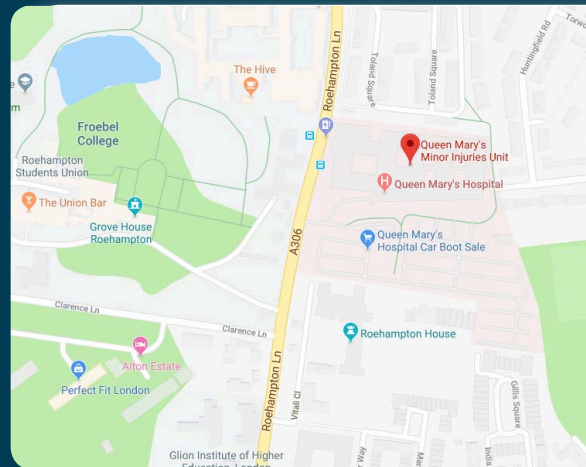 Roehampton Ln
Toland Square
Toland Square
Huntingfield Rd
The Hive
Froebel
College
Queen Mary's
Minor Injuries Unit
Roehampton
Students Union
H
Queen Mary's Hospital
The Union Bar
Grove House
Roehampton
A306
Queen Mary's
Hospital Car Boot Sale
Clarence Ln
Clarence Ln
Roehampton House
Alton Estate
Perfect Fit London
Roehampton Ln
Vitali Cl
Gillis Square
Glion Institute of Higher
Education, London